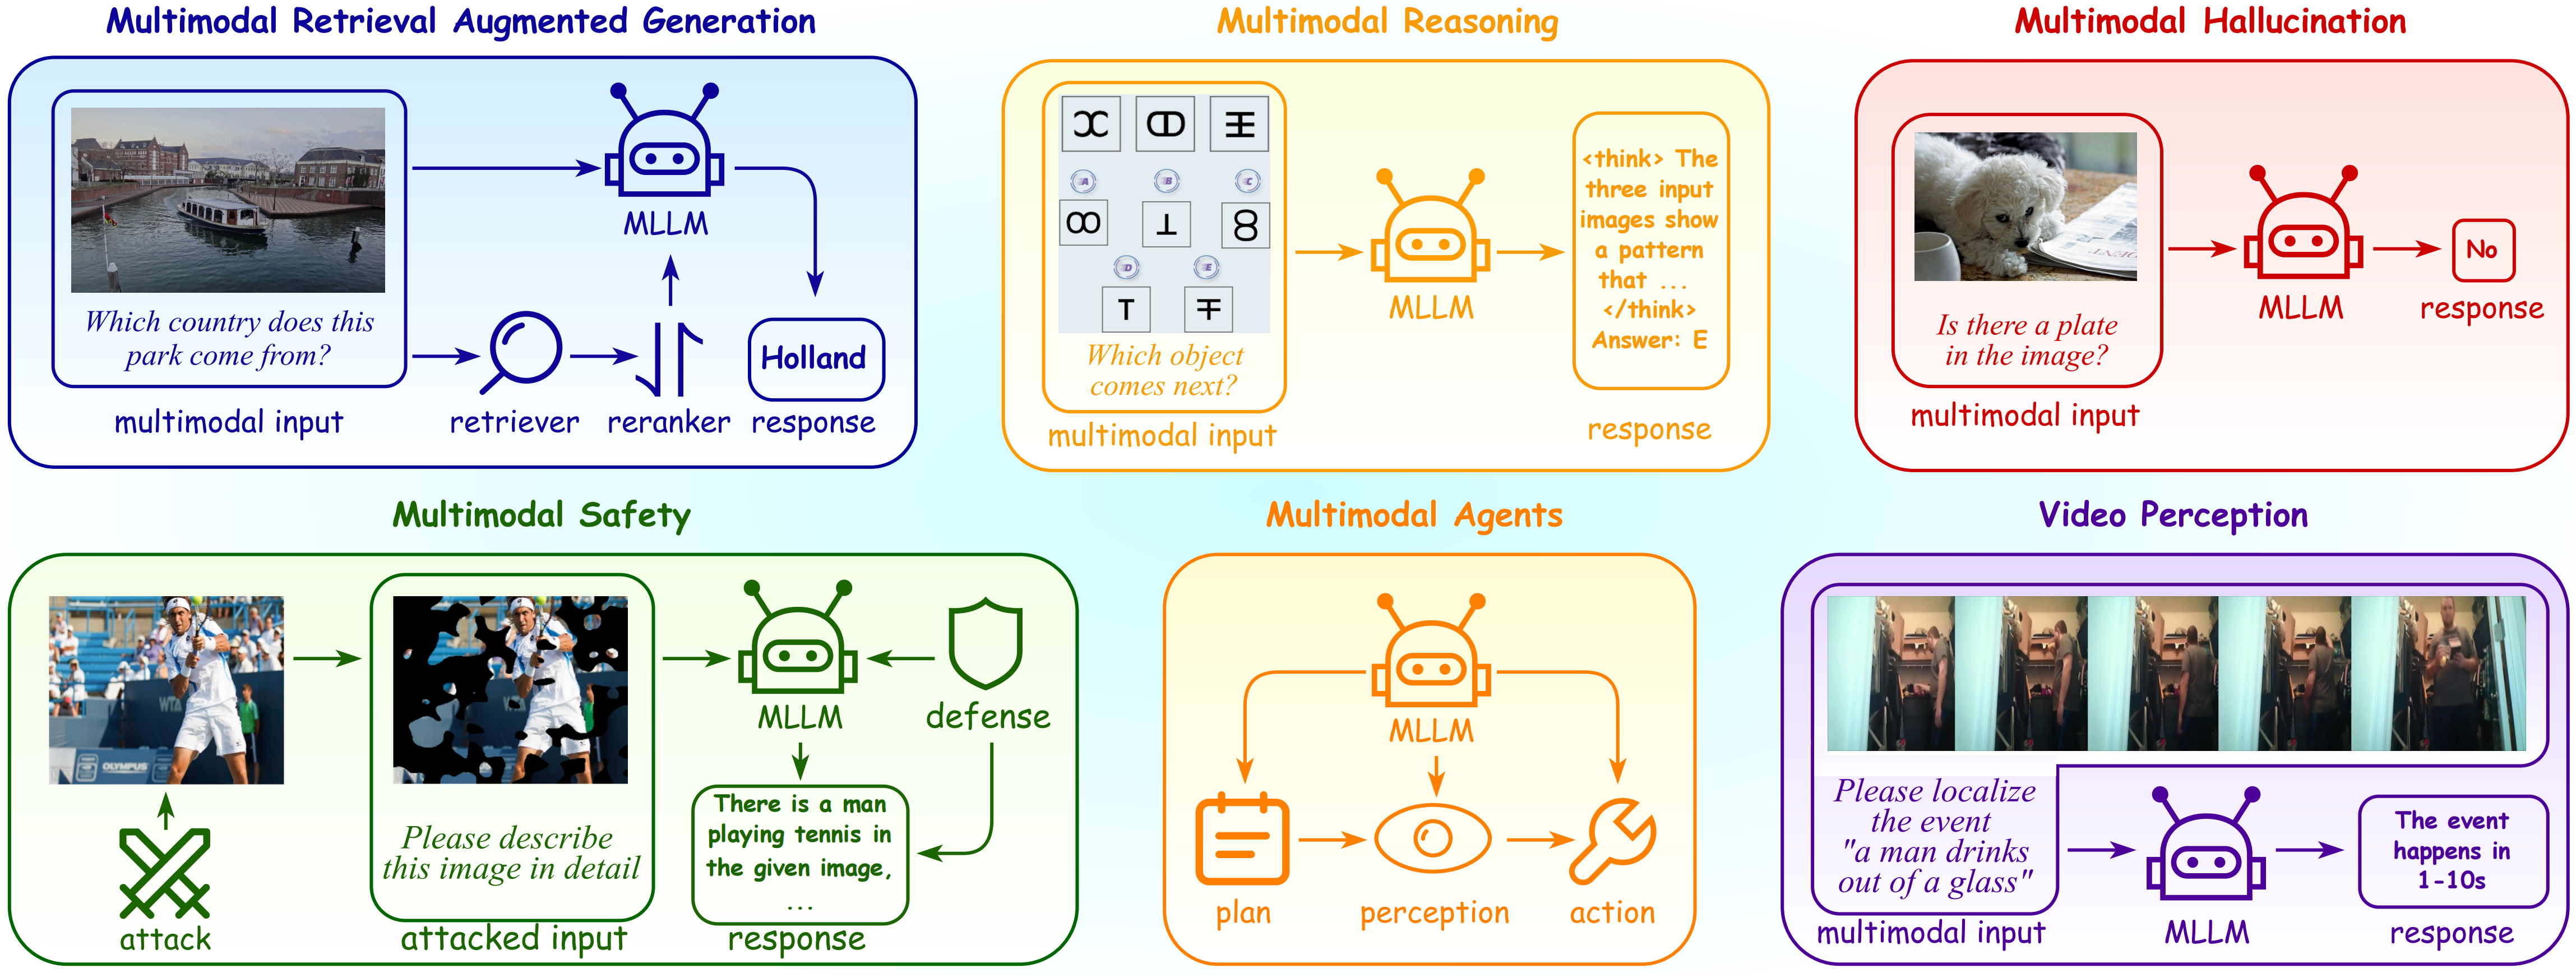 Multimodal Retrieval Augmented Generation
Which country does this
park come from?
multimodal input
MLLM
retriever
reranker
Holland
response
Multimodal Reasoning
A
B
C
D
E
T
Which object
comes next?
multimodal input
MLLM
<think> The
three input
images show
a pattern
that ...
</think>
Answer: E
response
Multimodal Hallucination
Is there a plate
in the image?
multimodal input
MLLM
No
response
Multimodal Safety
WTA
OLYMPUS
attack
Please describe
this image in detail
attacked input
MLLM
defense
There is a man
playing tennis in
the given image,
...
response
Multimodal Agents
MLLM
plan
perception
action
Video Perception
Please localize
the event
"a man drinks
out of a glass"
multimodal input
MLLM
The event
happens in
1-10s
response